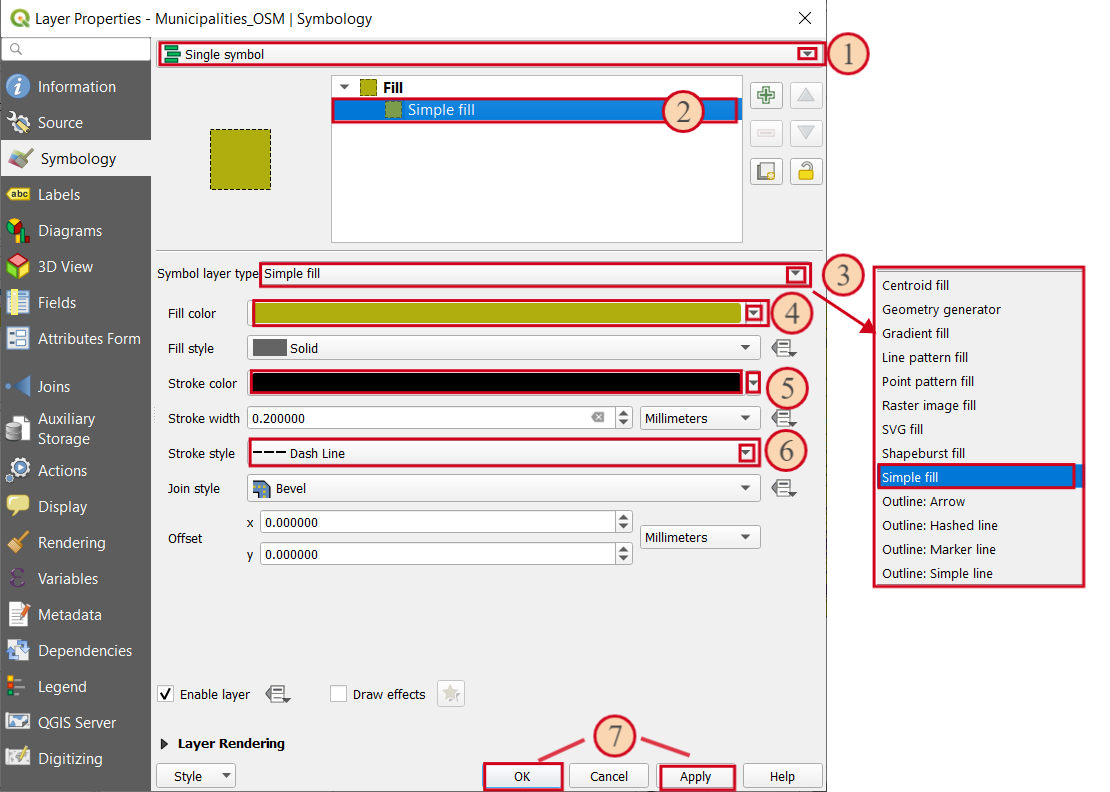 Layer Properties - Municipalities_OSM | Symbology
Single symbol
1
Information
Source
Symbology
abc Labels
Diagrams
3D View
Fields
Attributes Form
Joins
Auxiliary
Storage
Actions
Display
Rendering
Variables
Metadata
Dependencies
Legend
QGIS Server
Digitizing
Fill
Simple fill
2
Symbol layer type Simple fill
3
Fill color
4
Fill style Solid
Stroke color
5
Stroke width 0.200000 Millimeters
Stroke style Dash Line
6
Join style Bevel
Offset
x 0.000000
y 0.000000
Millimeters
Enable layer Draw effects
Layer Rendering
7
Style OK Cancel Apply Help
Centroid fill
Geometry generator
Gradient fill
Line pattern fill
Point pattern fill
Raster image fill
SVG fill
Shapeburst fill
Simple fill
Outline: Arrow
Outline: Hashed line
Outline: Marker line
Outline: Simple line